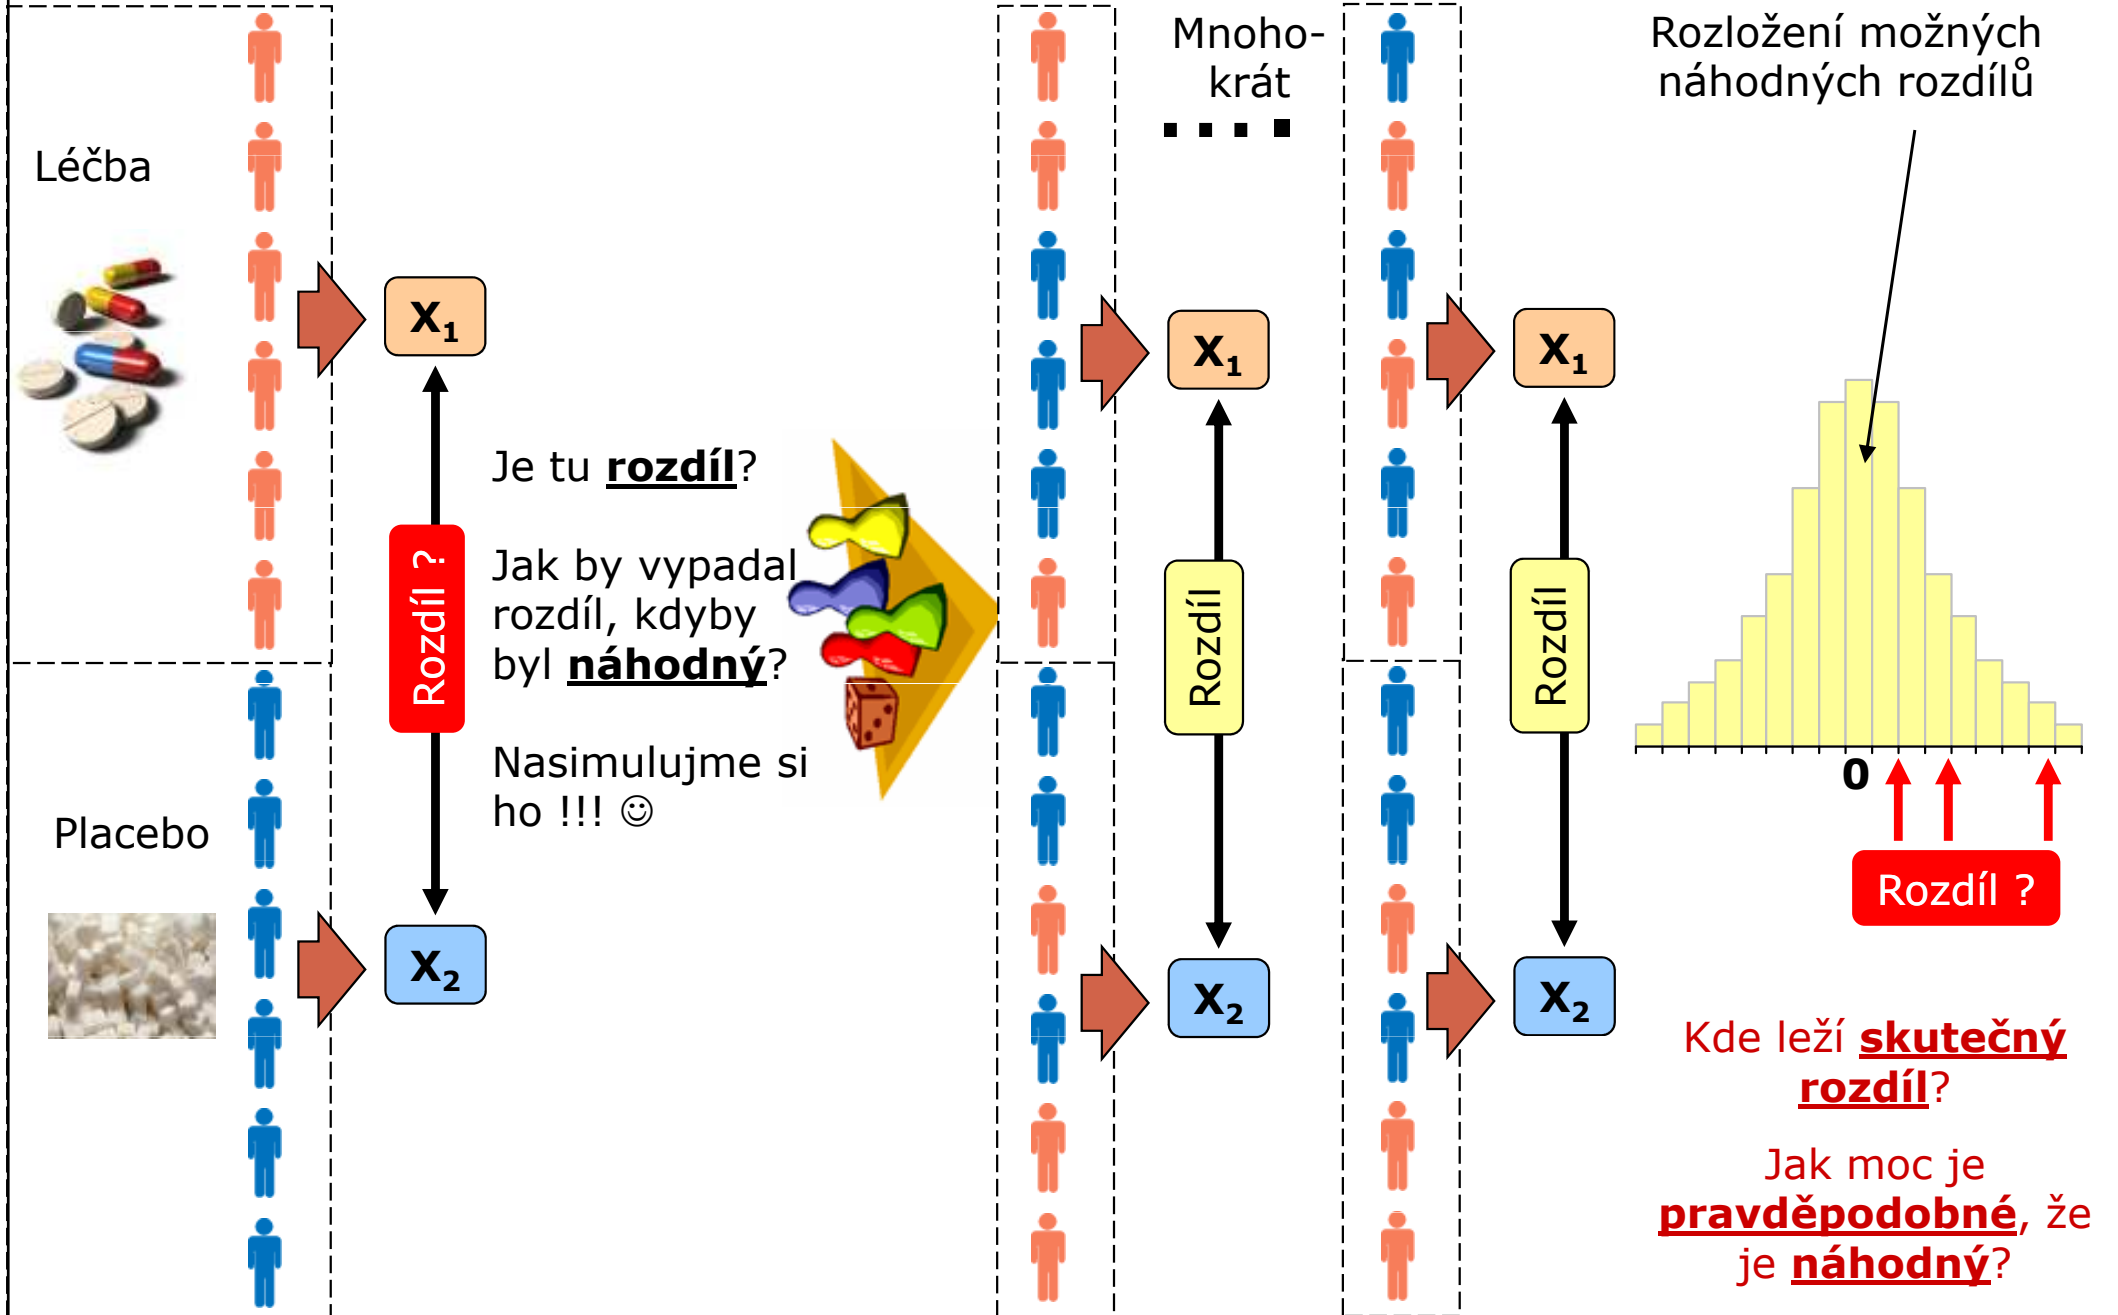 Léčba
X1
Rozdíl ?
X2
Placebo
Je tu rozdíl?
Jak by vypadal
rozdíl, kdyby
byl náhodný?
Nasimulujme si
ho !!! ☺
X1
Rozdíl
X2
Mnoho-
krát
X1
Rozdíl
X2
Rozložení možných
náhodných rozdílů
0
Rozdíl ?
Kde leží skutečný
rozdíl?
Jak moc je
pravděpodobné, že
je náhodný?